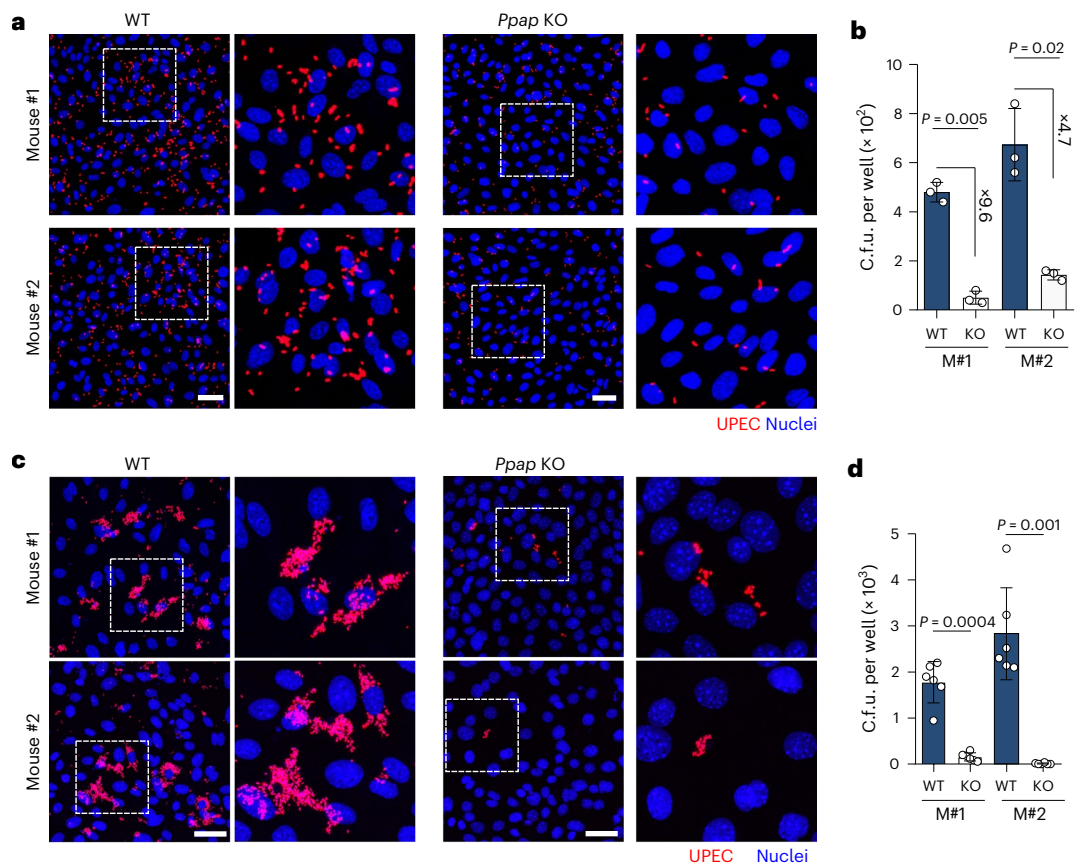 a
WT
Ppap KO
Mouse #1
Mouse #2
UPEC Nuclei
b
C.f.u. per well (× 10²)
10
8
6
4
2
0
P = 0.005
×9.6
P = 0.02
×4.7
WT KO WT KO
M#1 M#2
c
WT
Ppap KO
Mouse #1
Mouse #2
UPEC Nuclei
d
C.f.u. per well (× 10³)
5
4
3
2
1
0
P = 0.0004
P = 0.001
WT KO WT KO
M#1 M#2